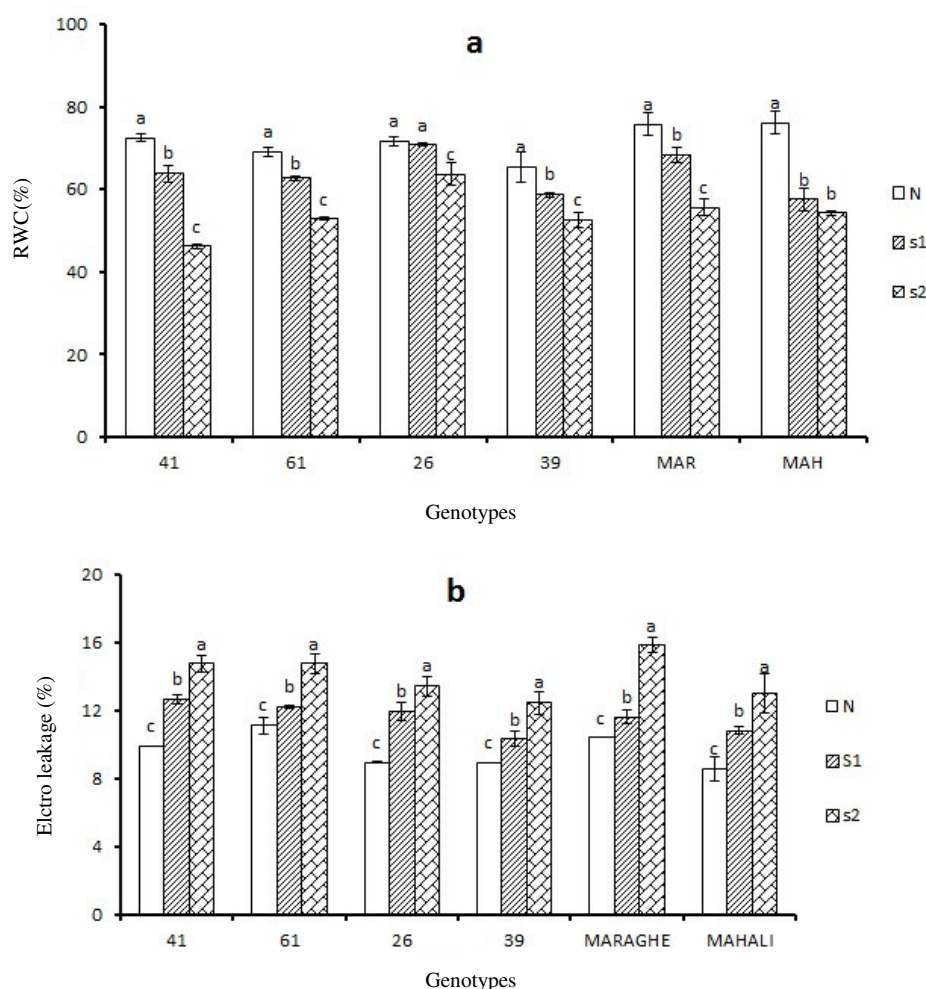 a
100
80
60
40
20
0
RWC(%)
a
b
c
a
b
c
a
a
c
a
b
c
a
b
c
a
b
b
N
s1
s2
41 61 26 39 MAR MAH
Genotypes
b
20
16
12
8
4
0
Elctro leakage (%)
c
b
a
c
b
a
c
b
a
c
b
a
c
b
a
c
b
a
N
S1
s2
41 61 26 39 MARAGHE MAHALI
Genotypes